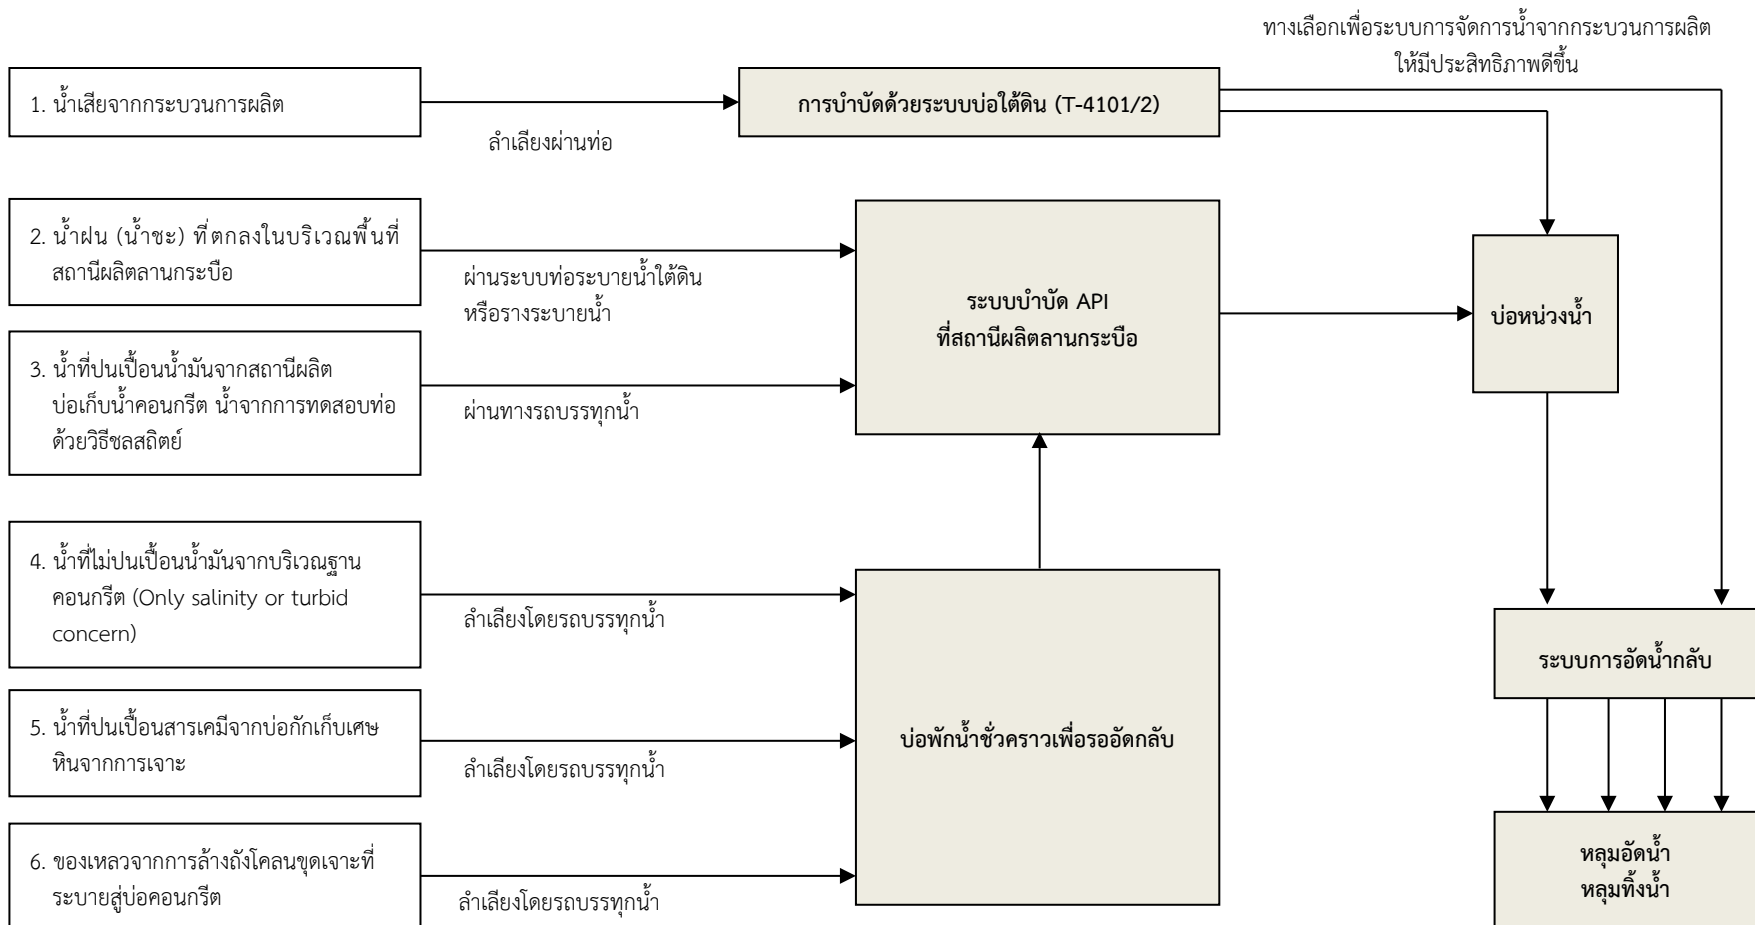 ทางเลือกเพื่อระบบการจัดการน้ำจากกระบวนการผลิต
ให้มีประสิทธิภาพดีขึ้น
1. น้ำเสียจากกระบวนการผลิต
ลำเลียงผ่านท่อ
การบำบัดด้วยระบบบ่อใต้ดิน (T-4101/2)
2. น้ำฝน (น้ำชะ) ที่ตกลงในบริเวณพื้นที่
สถานีผลิตลานกระบือ
ผ่านระบบท่อระบายน้ำใต้ดิน
หรือรางระบายน้ำ
ระบบบำบัด API
ที่สถานีผลิตลานกระบือ
บ่อหน่วงน้ำ
3. น้ำที่ปนเปื้อนน้ำมันจากสถานีผลิต
บ่อเก็บน้ำคอนกรีต น้ำจากการทดสอบท่อ
ด้วยวิธีชลสถิตย์
ผ่านทางรถบรรทุกน้ำ
4. น้ำที่ไม่ปนเปื้อนน้ำมันจากบริเวณฐาน
คอนกรีต (Only salinity or turbid
concern)
ลำเลียงโดยรถบรรทุกน้ำ
ระบบการอัดน้ำกลับ
5. น้ำที่ปนเปื้อนสารเคมีจากบ่อกักเก็บเศษ
หินจากการเจาะ
ลำเลียงโดยรถบรรทุกน้ำ
บ่อพักน้ำชั่วคราวเพื่อรออัดกลับ
6. ของเหลวจากการล้างถังโคลนขุดเจาะที่
ระบายสู่บ่อคอนกรีต
ลำเลียงโดยรถบรรทุกน้ำ
หลุมอัดน้ำ
หลุมทิ้งน้ำ